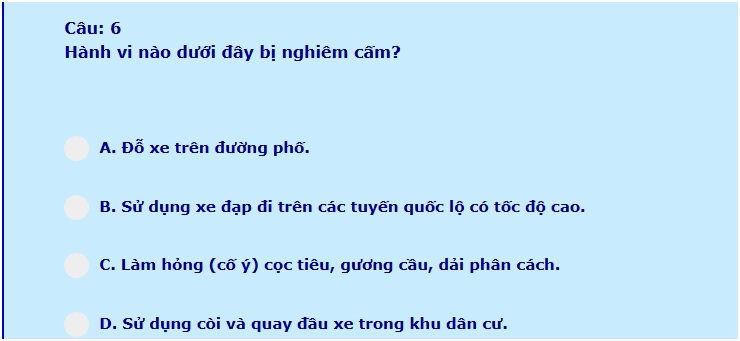 Câu: 6
Hành vi nào dưới đây bị nghiêm cấm?
A. Đỗ xe trên đường phố.
B. Sử dụng xe đạp đi trên các tuyến quốc lộ có tốc độ cao.
C. Làm hỏng (cố ý) cọc tiêu, gương cầu, dải phân cách.
D. Sử dụng còi và quay đầu xe trong khu dân cư.